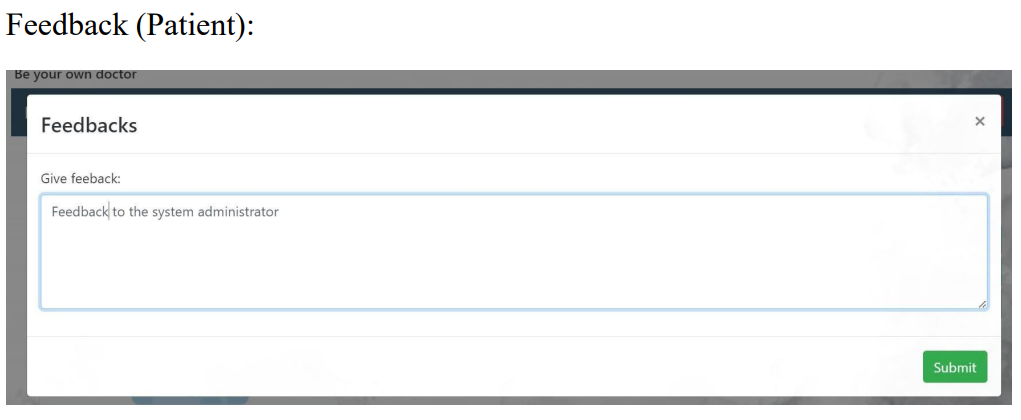 Feedback (Patient):
Be your own doctor
Feedbacks
×
Give feeback:
Feedback to the system administrator
Submit